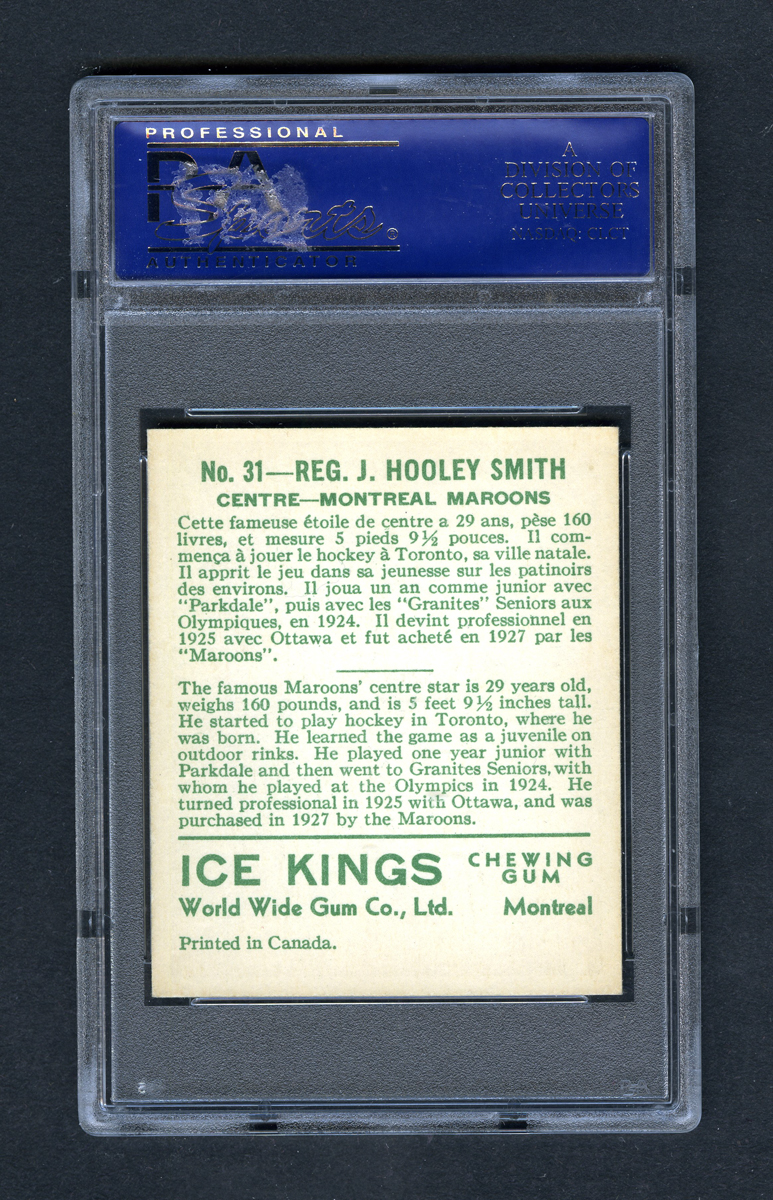 PROFESSIONAL
Sports
AUTHENTICATOR
A
DIVISION OF
COLLECTORS
UNIVERSE
NASDAQ: CLCT
No. 31—REG. J. HOOLEY SMITH
CENTRE—MONTREAL MAROONS
Cette fameuse étoile de centre a 29 ans, pèse 160
livres, et mesure 5 pieds 9½ pouces. Il com-
mença à jouer le hockey à Toronto, sa ville natale.
Il apprit le jeu dans sa jeunesse sur les patinoirs
des environs. Il joua un an comme junior avec
"Parkdale", puis avec les "Granites" Seniors aux
Olympiques, en 1924. Il devint professionel en
1925 avec Ottawa et fut acheté en 1927 par les
"Maroons".
The famous Maroons' centre star is 29 years old,
weighs 160 pounds, and is 5 feet 9½ inches tall.
He started to play hockey in Toronto, where he
was born. He learned the game as a juvenile on
outdoor rinks. He played one year junior with
Parkdale and then went to Granites Seniors, with
whom he played at the Olympics in 1924. He
turned professional in 1925 with Ottawa, and was
purchased in 1927 by the Maroons.
ICE KINGS CHEWING GUM
World Wide Gum Co., Ltd. Montreal
Printed in Canada.